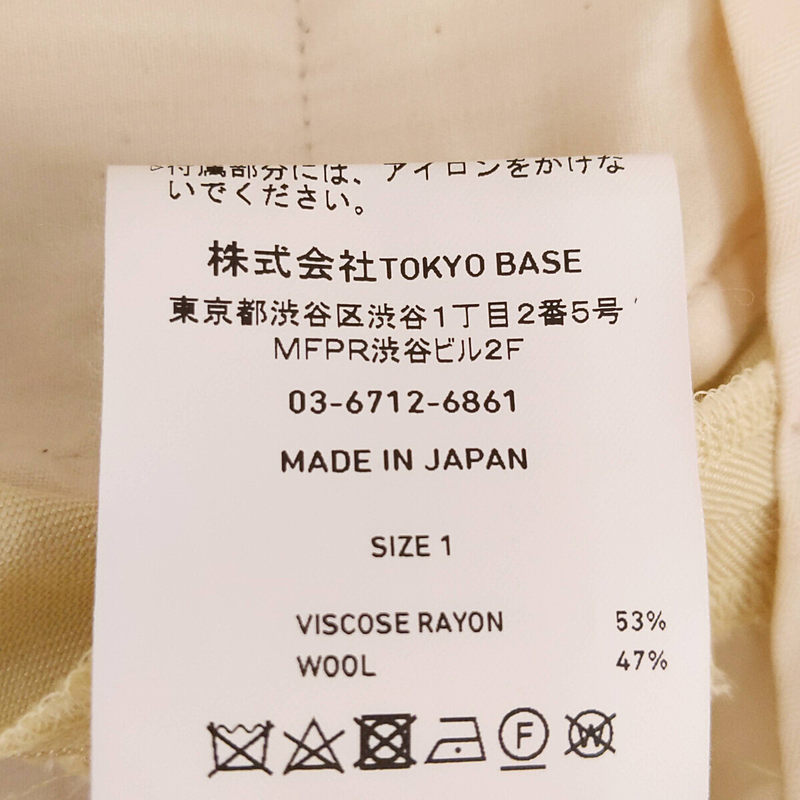 付属部分には、アイロンをかけな
いでください。
株式会社TOKYO BASE
東京都渋谷区渋谷1丁目2番5号
MFPR渋谷ビル2F
03-6712-6861
MADE IN JAPAN
SIZE 1
VISCOSE RAYON 53%
WOOL 47%
F W